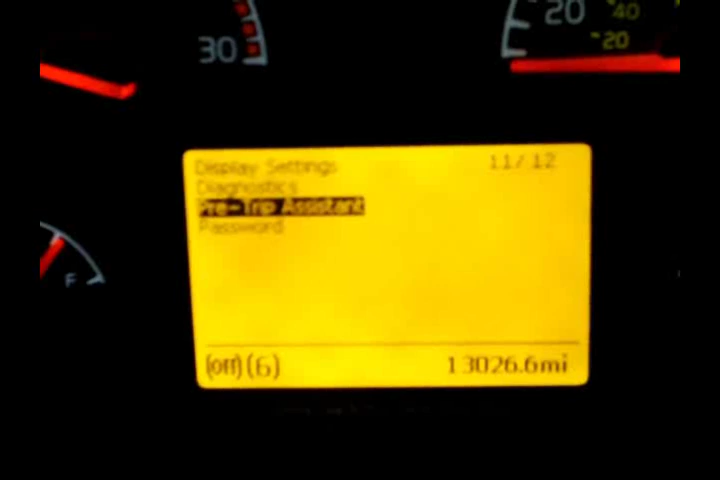 20
40
20
30
Display Settings 11/12
Diagnostics
Pre-Trip Assistant
Password
F
(Off) (6) 13026.6mi